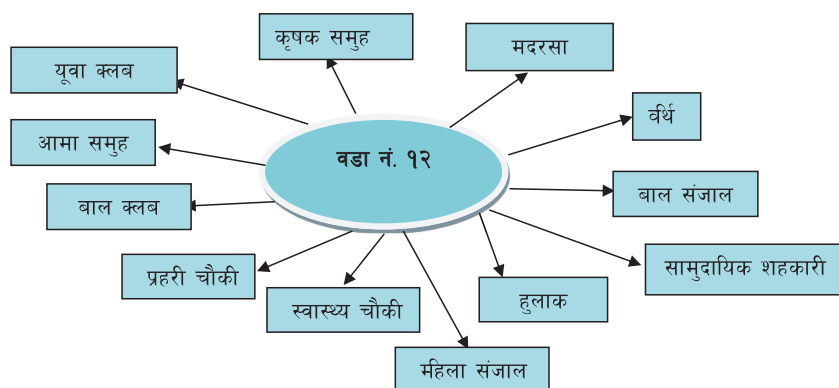 कृषक समुह
मदरसा
यूवा क्लब
वर्थि
आमा समुह
वडा नं. १२
बाल संजाल
बाल क्लब
प्रहरी चौकी
सामुदायिक शहकारी
स्वास्थ्य चौकी
हुलाक
महिला संजाल